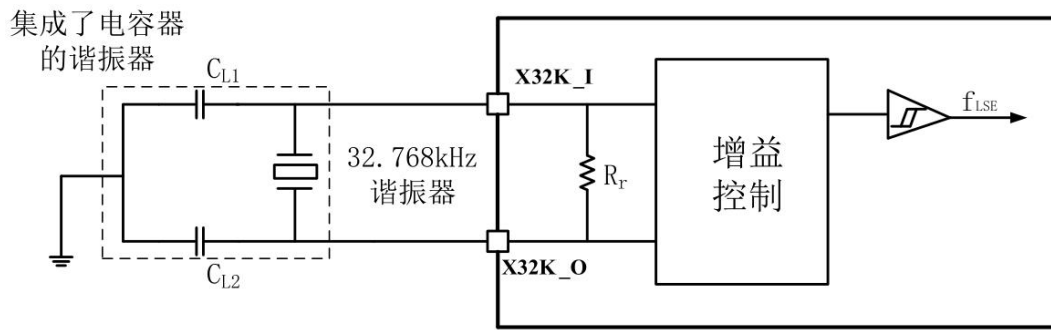 集成了电容器
的谐振器
C_L1
X32K_I
f_LSE
32.768kHz
谐振器
R_r
增益
控制
X32K_O
C_L2